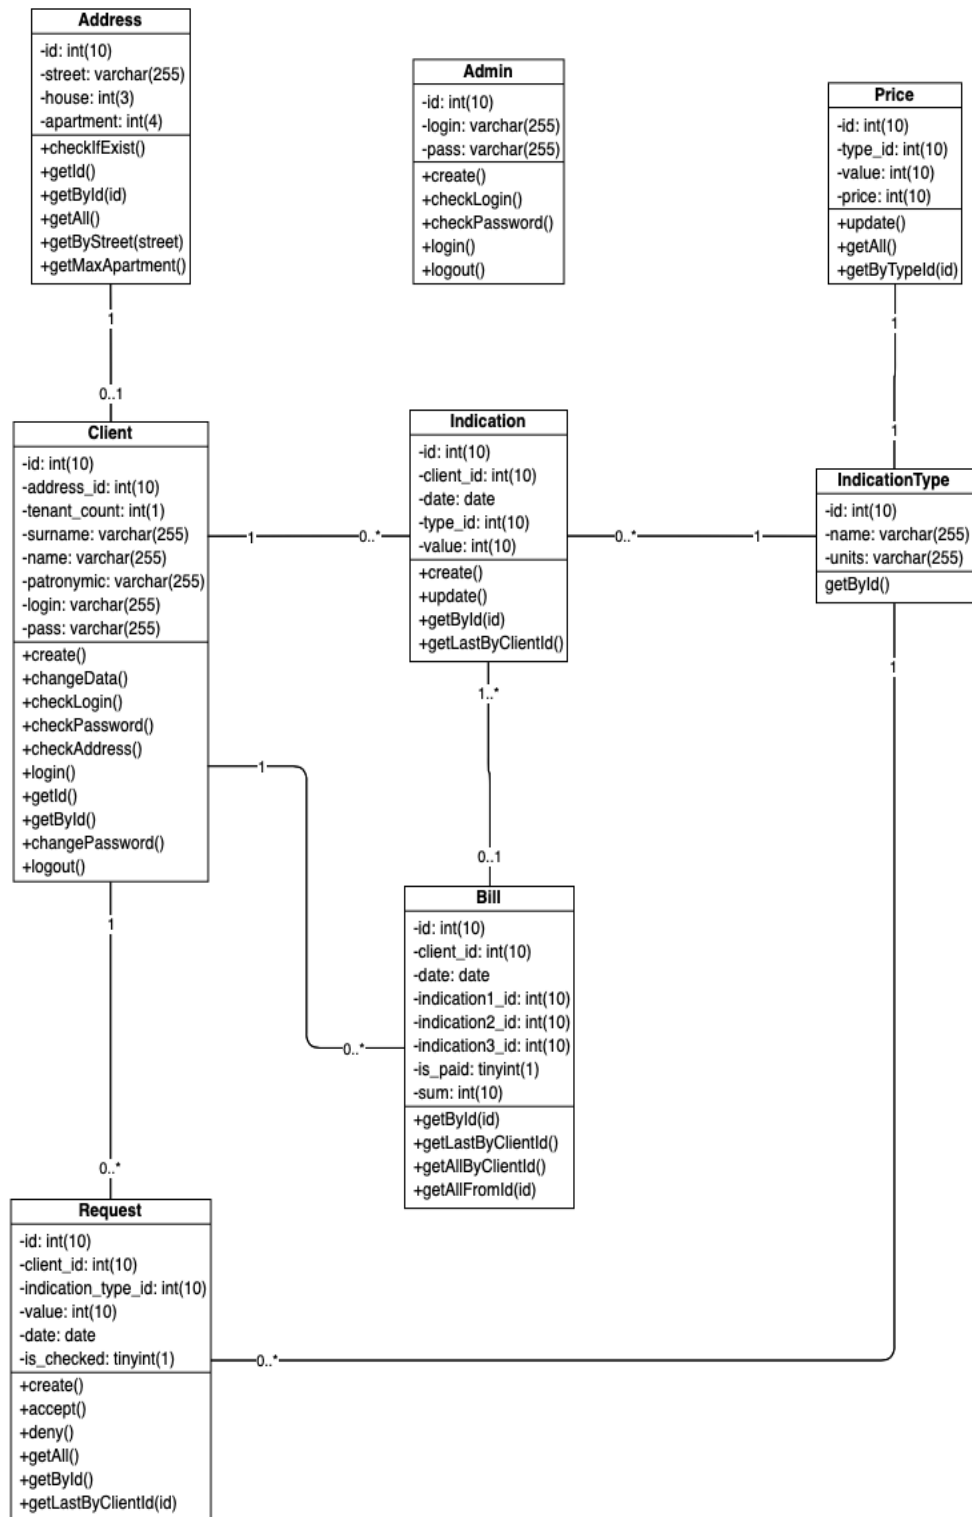 Address
-id: int(10)
-street: varchar(255)
-house: int(3)
-apartment: int(4)
+checkIfExist()
+getId()
+getById(id)
+getAll()
+getByStreet(street)
+getMaxApartment()
Admin
-id: int(10)
-login: varchar(255)
-pass: varchar(255)
+create()
+checkLogin()
+checkPassword()
+login()
+logout()
Price
-id: int(10)
-type_id: int(10)
-value: int(10)
-price: int(10)
+update()
+getAll()
+getByTypeId(id)
1
0..1
1
1
Client
-id: int(10)
-address_id: int(10)
-tenant_count: int(1)
-surname: varchar(255)
-name: varchar(255)
-patronymic: varchar(255)
-login: varchar(255)
-pass: varchar(255)
+create()
+changeData()
+checkLogin()
+checkPassword()
+checkAddress()
+login()
+getId()
+getById()
+changePassword()
+logout()
1
0..*
Indication
-id: int(10)
-client_id: int(10)
-date: date
-type_id: int(10)
-value: int(10)
+create()
+update()
+getById(id)
+getLastByClientId()
0..*
1
IndicationType
-id: int(10)
-name: varchar(255)
-units: varchar(255)
getById()
1..*
0..1
1
1
0..*
Bill
-id: int(10)
-client_id: int(10)
-date: date
-indication1_id: int(10)
-indication2_id: int(10)
-indication3_id: int(10)
-is_paid: tinyint(1)
-sum: int(10)
+getById(id)
+getLastByClientId()
+getAllByClientId()
+getAllFromId(id)
1
0..*
Request
-id: int(10)
-client_id: int(10)
-indication_type_id: int(10)
-value: int(10)
-date: date
-is_checked: tinyint(1)
+create()
+accept()
+deny()
+getAll()
+getById()
+getLastByClientId(id)
0..*